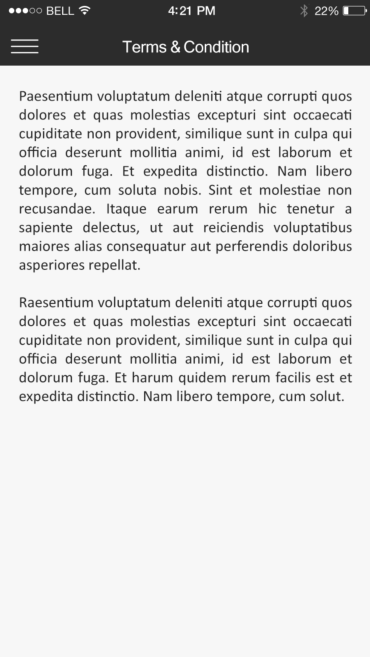 BELL 4:21 PM 22%
Terms & Condition
Paesentium voluptatum deleniti atque corrupti quos
dolores et quas molestias excepturi sint occaecati
cupiditate non provident, similique sunt in culpa qui
officia deserunt mollitia animi, id est laborum et
dolorum fuga. Et expedita distinctio. Nam libero
tempore, cum soluta nobis. Sint et molestiae non
recusandae. Itaque earum rerum hic tenetur a
sapiente delectus, ut aut reiciendis voluptatibus
maiores alias consequatur aut perferendis doloribus
asperiores repellat.
Raesentium voluptatum deleniti atque corrupti quos
dolores et quas molestias excepturi sint occaecati
cupiditate non provident, similique sunt in culpa qui
officia deserunt mollitia animi, id est laborum et
dolorum fuga. Et harum quidem rerum facilis est et
expedita distinctio. Nam libero tempore, cum solut.